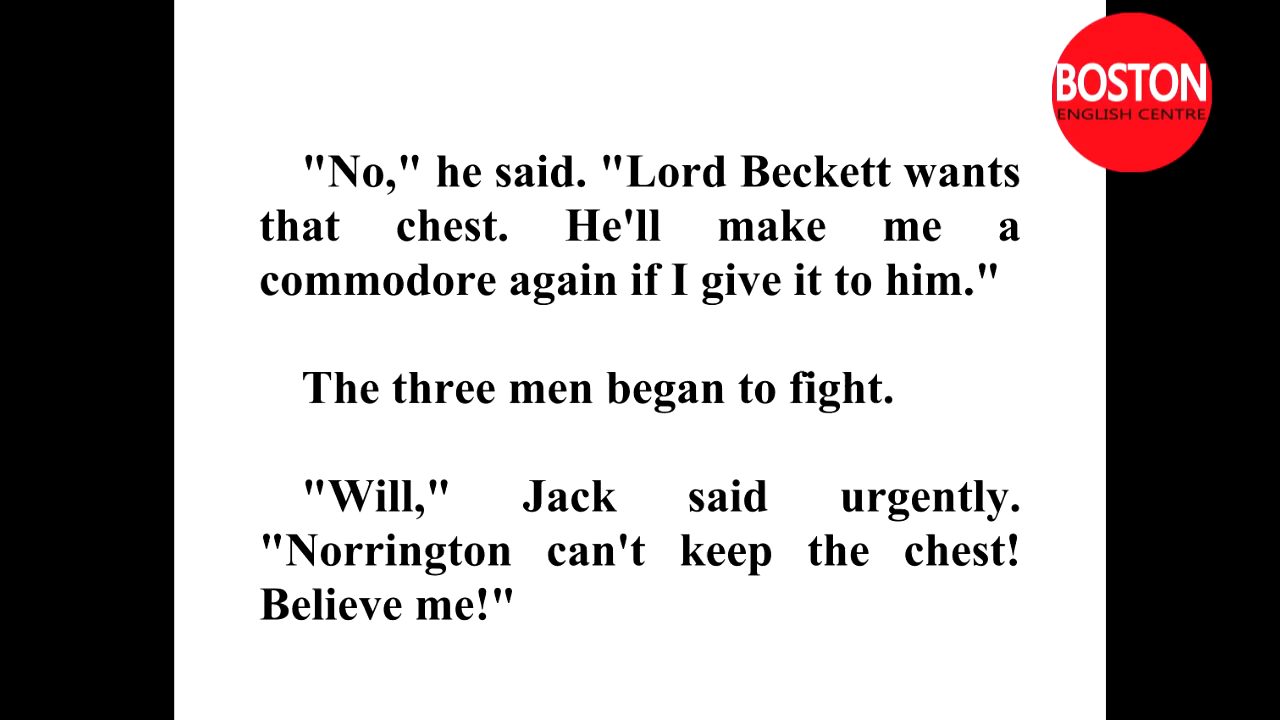 BOSTON
ENGLISH CENTRE
"No," he said. "Lord Beckett wants
that chest. He'll make me a
commodore again if I give it to him."
The three men began to fight.
"Will," Jack said urgently.
"Norrington can't keep the chest!
Believe me!"